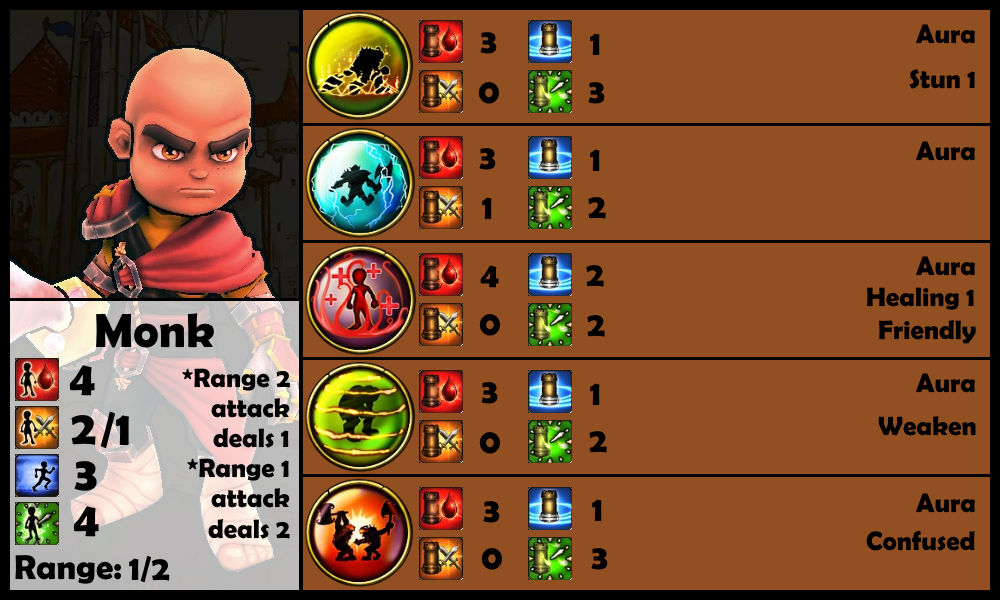 Monk
4
*Range 2
attack
deals 1
2/1
3
*Range 1
attack
deals 2
4
Range: 1/2
3 1 Aura
0 3 Stun 1
3 1 Aura
1 2
4 2 Aura
Healing 1
0 2 Friendly
3 1 Aura
0 2 Weaken
3 1 Aura
0 3 Confused